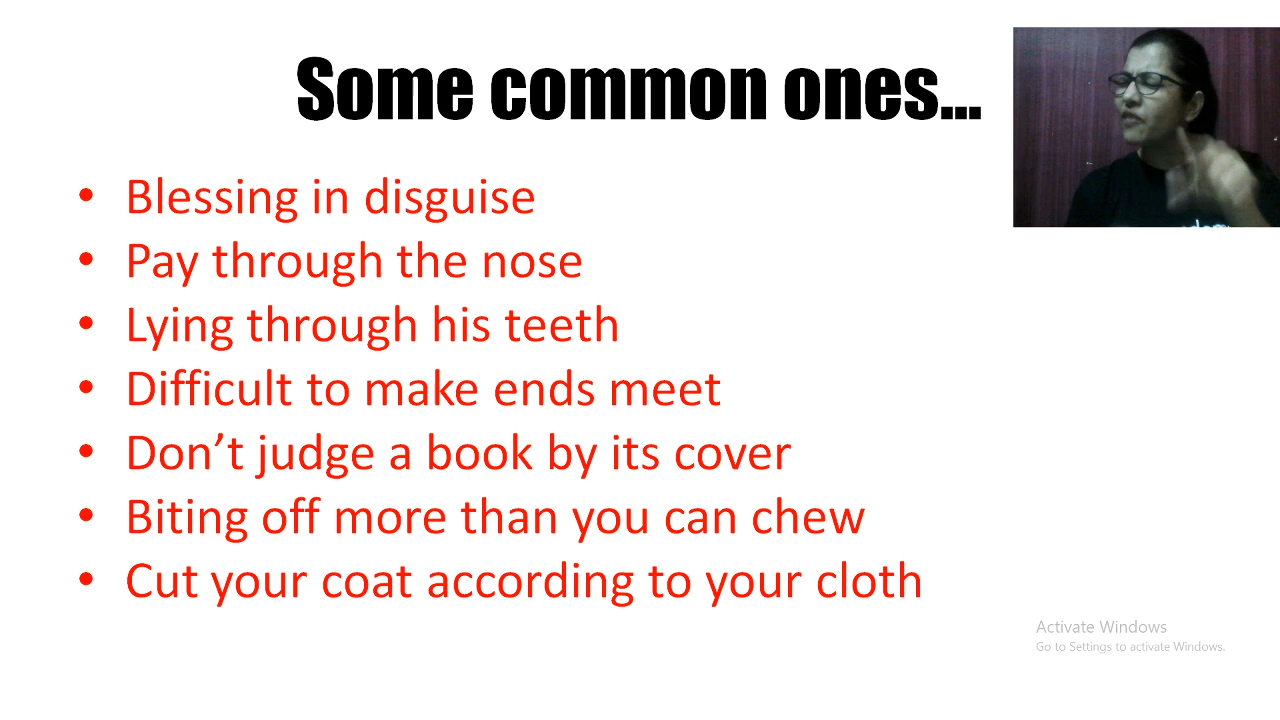 Some common ones...
• Blessing in disguise
• Pay through the nose
• Lying through his teeth
• Difficult to make ends meet
• Don’t judge a book by its cover
• Biting off more than you can chew
• Cut your coat according to your cloth
Activate Windows
Go to Settings to activate Windows.